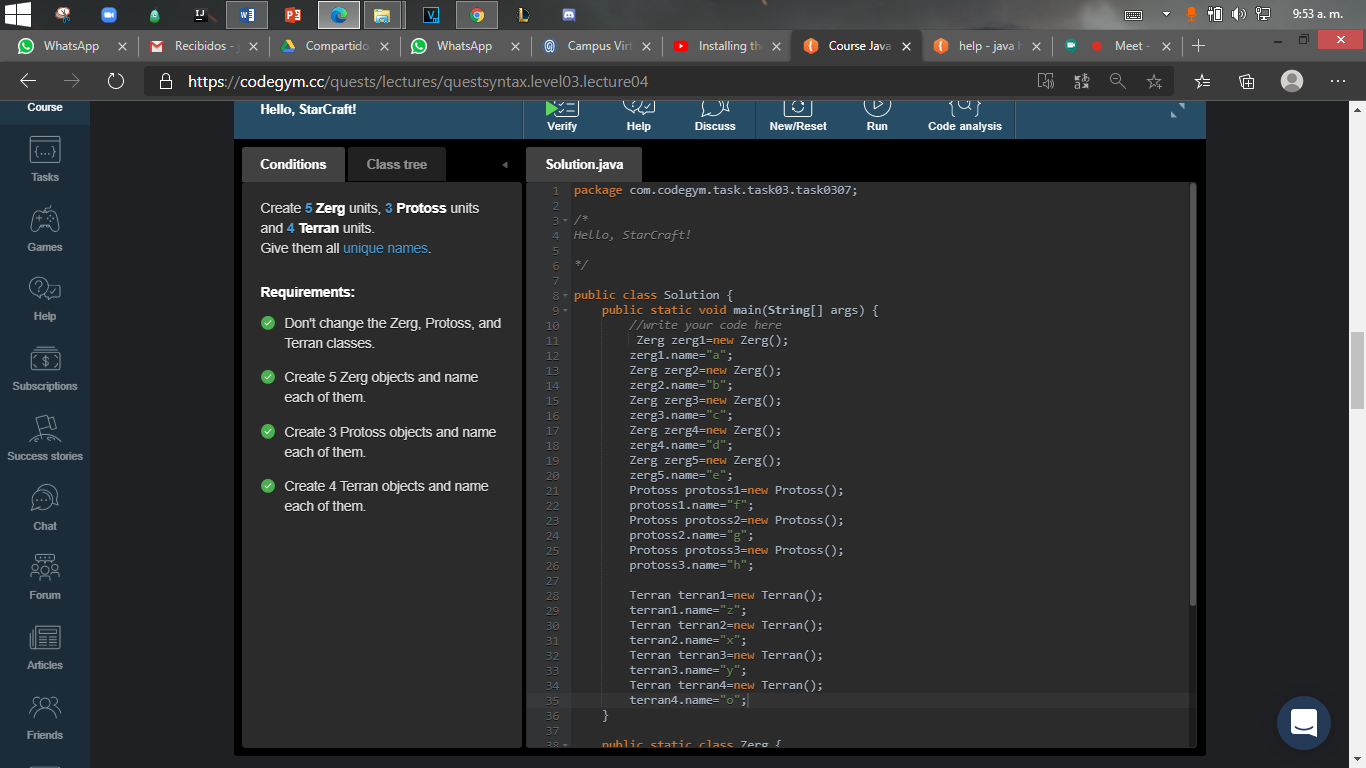 9:53 a. m.
WhatsApp
Recibidos -
Compartido
WhatsApp
Campus Virt
Installing th
Course Java
help - java h
Meet -
https://codegym.cc/quests/lectures/questsyntax.level03.lecture04
Course
Tasks
Games
Help
Subscriptions
Success stories
Chat
Forum
Articles
Friends
Hello, StarCraft!
Verify
Help
Discuss
New/Reset
Run
Code analysis
Conditions
Class tree
Create 5 Zerg units, 3 Protoss units
and 4 Terran units.
Give them all unique names.
Requirements:
Don't change the Zerg, Protoss, and
Terran classes.
Create 5 Zerg objects and name
each of them.
Create 3 Protoss objects and name
each of them.
Create 4 Terran objects and name
each of them.
Solution.java
1 package com.codegym.task.task03.task0307;
2
3 /*
4 Hello, StarCraft!
5
6 */
7
8 public class Solution {
9 public static void main(String[] args) {
10 //write your code here
11 Zerg zerg1=new Zerg();
12 zerg1.name="a";
13 Zerg zerg2=new Zerg();
14 zerg2.name="b";
15 Zerg zerg3=new Zerg();
16 zerg3.name="c";
17 Zerg zerg4=new Zerg();
18 zerg4.name="d";
19 Zerg zerg5=new Zerg();
20 zerg5.name="e";
21 Protoss protoss1=new Protoss();
22 protoss1.name="f";
23 Protoss protoss2=new Protoss();
24 protoss2.name="g";
25 Protoss protoss3=new Protoss();
26 protoss3.name="h";
27
28 Terran terran1=new Terran();
29 terran1.name="z";
30 Terran terran2=new Terran();
31 terran2.name="x";
32 Terran terran3=new Terran();
33 terran3.name="y";
34 Terran terran4=new Terran();
35 terran4.name="o";
36 }
37
38 public static class Zerg {